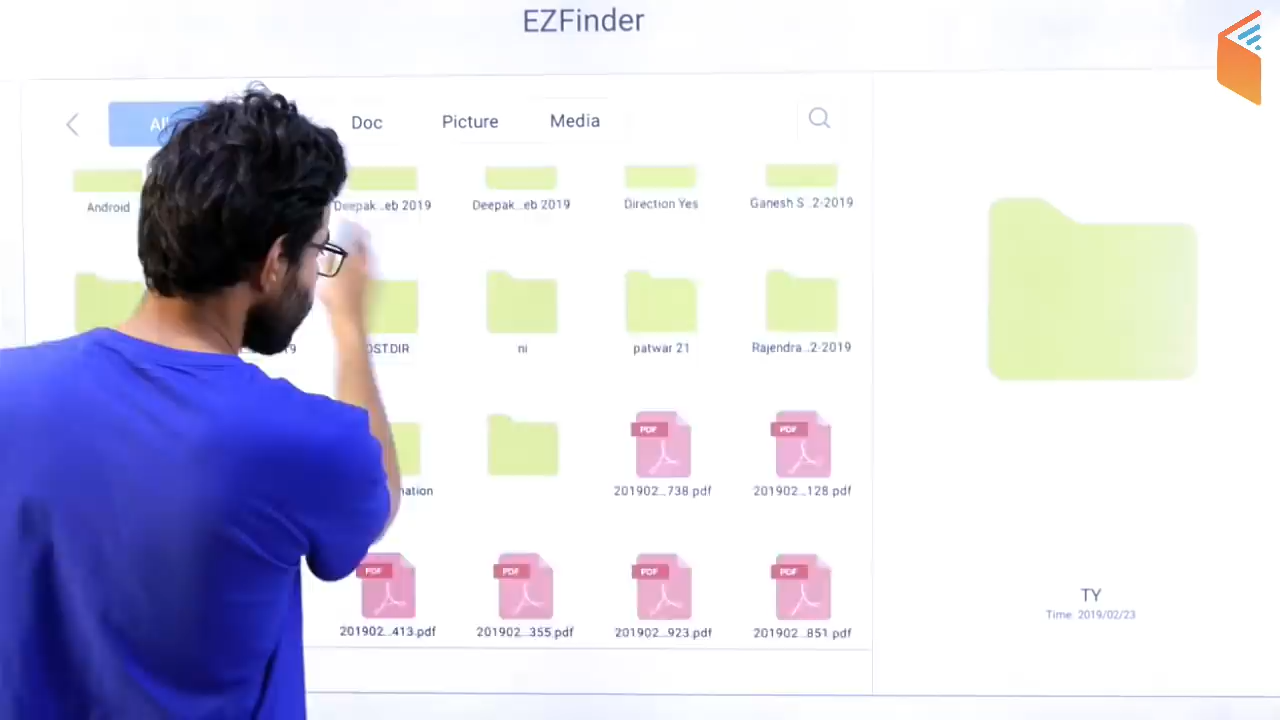 EZFinder
Doc Picture Media
Android Deepak...eb 2019 Deepak...eb 2019 Direction Yes Ganesh S...2-2019
ni patwar 21 Rajendra...2-2019
201902...738.pdf 201902...128.pdf
PDF PDF
PDF PDF PDF PDF
201902...413.pdf 201902...355.pdf 201902...923.pdf 201902...851.pdf
TY
Time: 2019/02/23